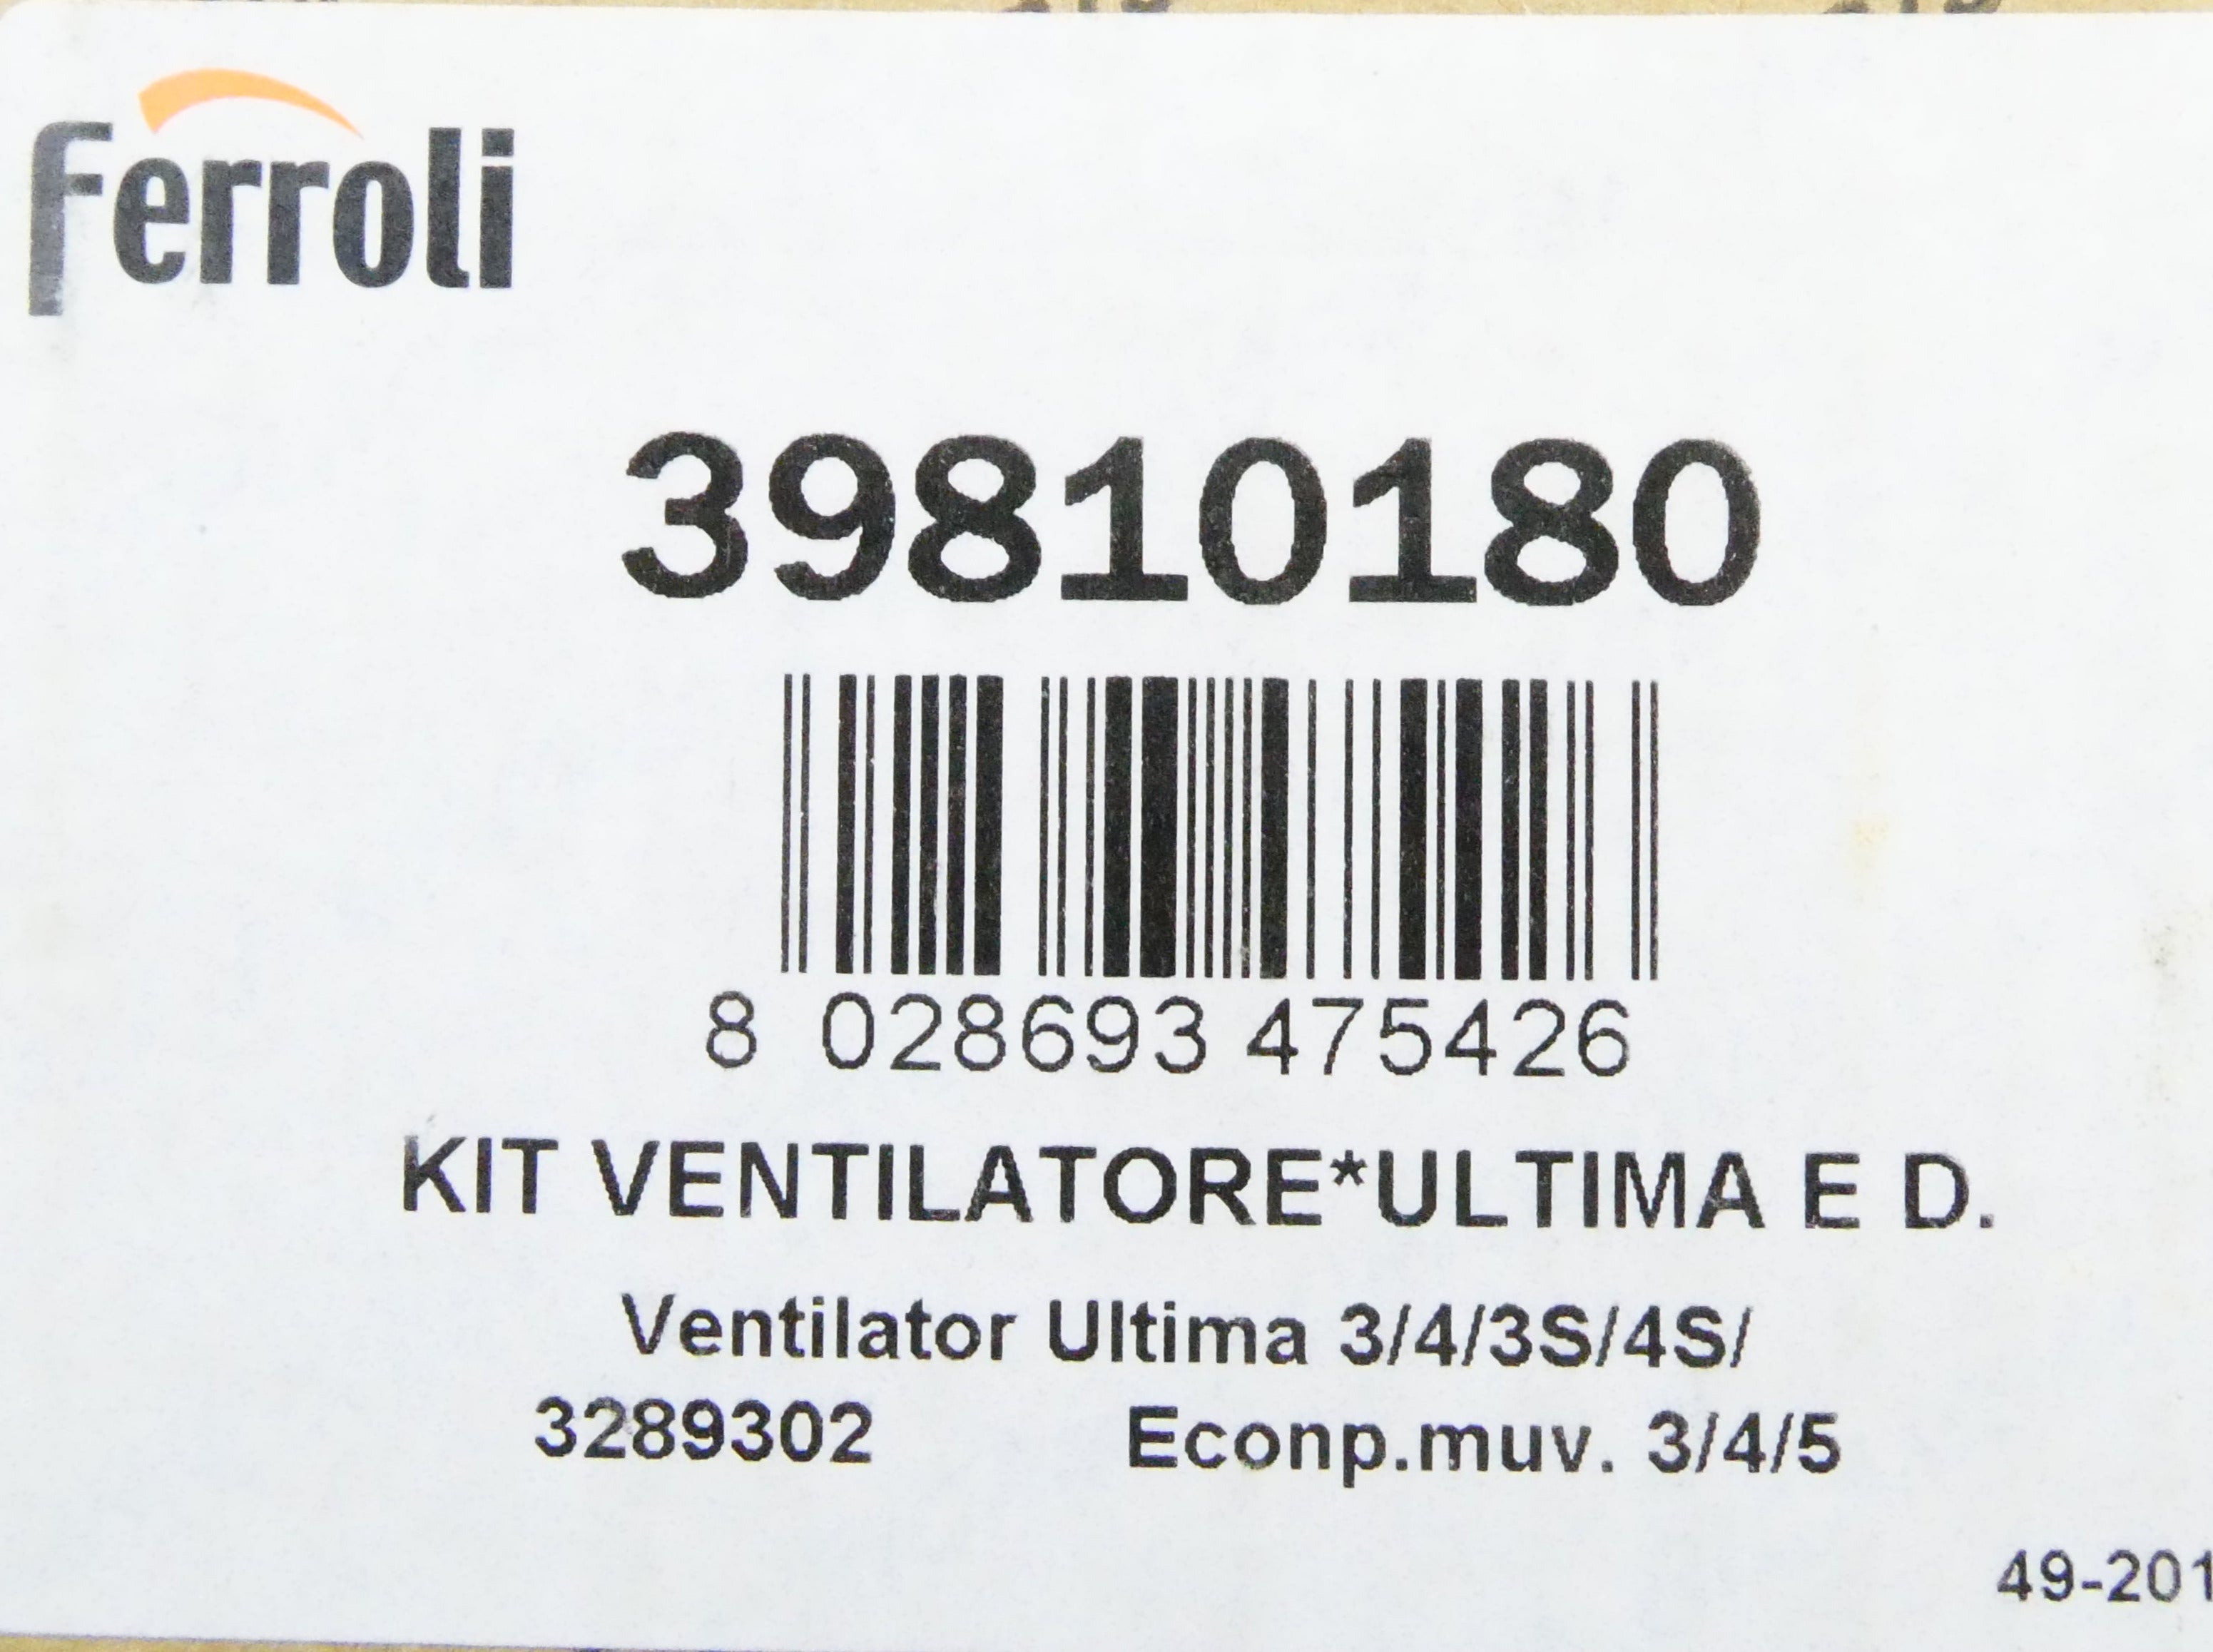 ferroli
39810180
8 028693 475426
KIT VENTILATORE*ULTIMA E D.
Ventilator Ultima 3/4/3S/4S/
3289302 Econp.muv. 3/4/5
49-201